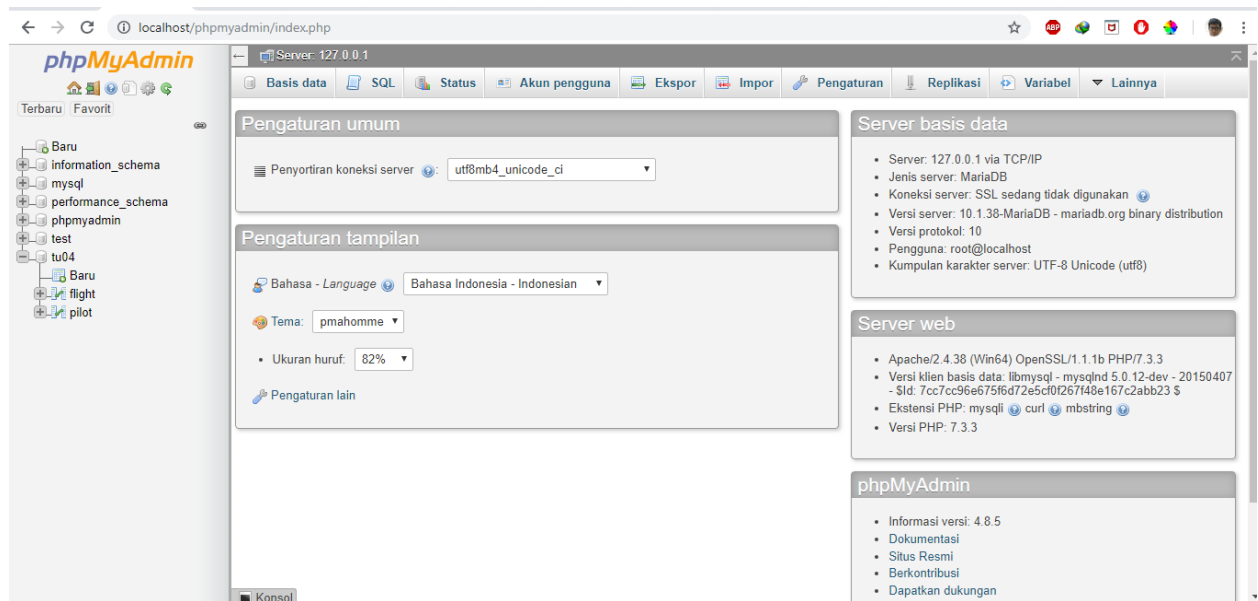 localhost/phpmyadmin/index.php
ABP
phpMyAdmin
Terbaru Favorit
Baru
information_schema
mysql
performance_schema
phpmyadmin
test
tu04
Baru
flight
pilot
Server: 127.0.0.1
Basis data SQL Status Akun pengguna Ekspor Impor Pengaturan Replikasi Variabel Lainnya
Pengaturan umum
Penyortiran koneksi server : utf8mb4_unicode_ci
Pengaturan tampilan
Bahasa - Language Bahasa Indonesia - Indonesian
Tema: pmahomme
• Ukuran huruf: 82%
Pengaturan lain
Server basis data
• Server: 127.0.0.1 via TCP/IP
• Jenis server: MariaDB
• Koneksi server: SSL sedang tidak digunakan
• Versi server: 10.1.38-MariaDB - mariadb.org binary distribution
• Versi protokol: 10
• Pengguna: root@localhost
• Kumpulan karakter server: UTF-8 Unicode (utf8)
Server web
• Apache/2.4.38 (Win64) OpenSSL/1.1.1b PHP/7.3.3
• Versi klien basis data: libmysql - mysqlnd 5.0.12-dev - 20150407
- $Id: 7cc7cc96e675f6d72e5cf0f267f48e167c2abb23 $
• Ekstensi PHP: mysqli curl mbstring
• Versi PHP: 7.3.3
phpMyAdmin
• Informasi versi: 4.8.5
• Dokumentasi
• Situs Resmi
• Berkontribusi
• Dapatkan dukungan
Konsol